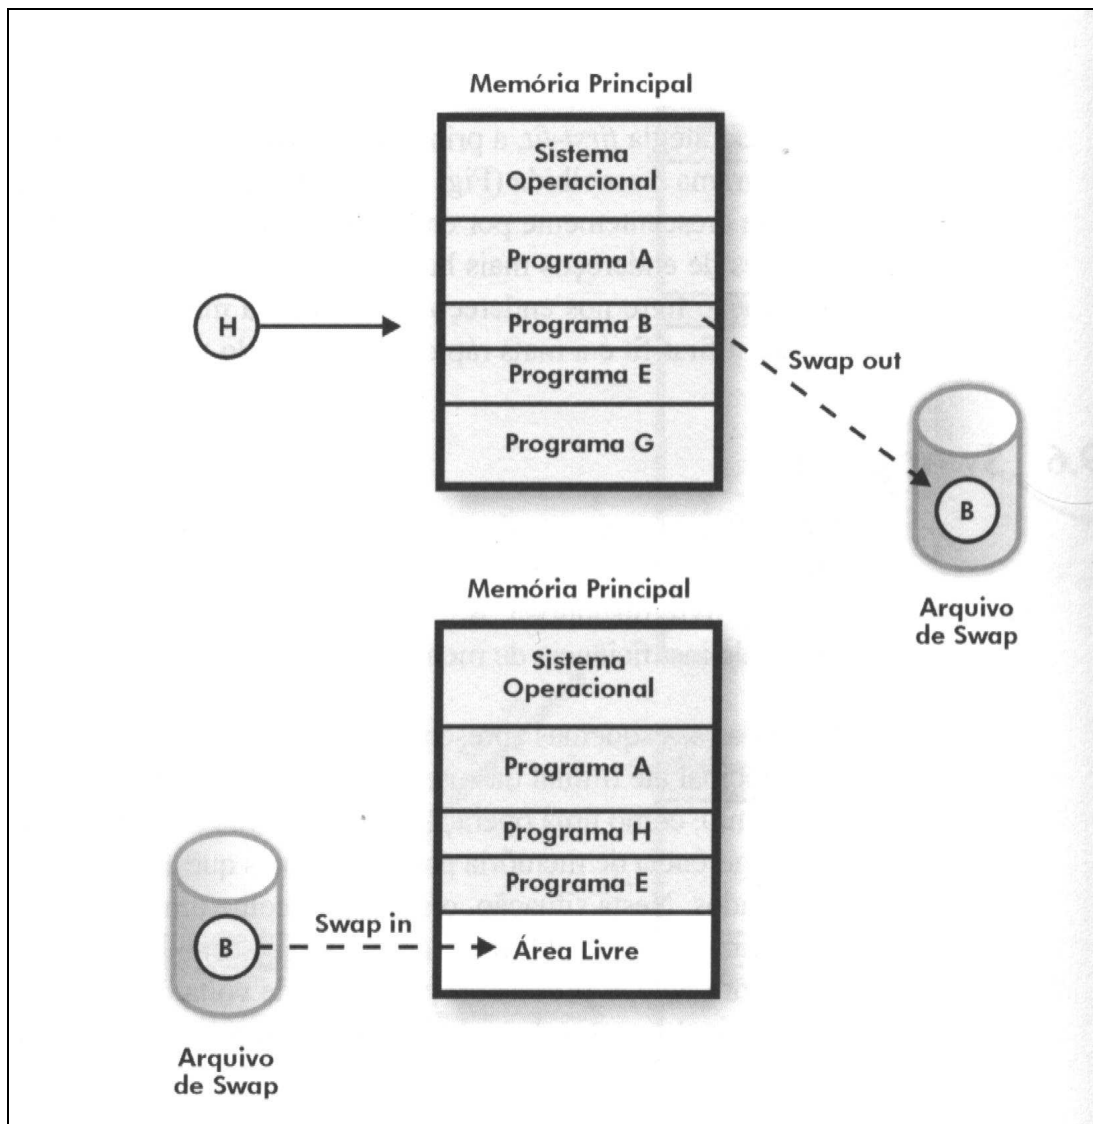 Memória Principal
Sistema
Operacional
Programa A
H
Programa B
Swap out
Programa E
Programa G
B
Arquivo
de Swap
Memória Principal
Sistema
Operacional
Programa A
Programa H
Programa E
B
Swap in
Área Livre
Arquivo
de Swap